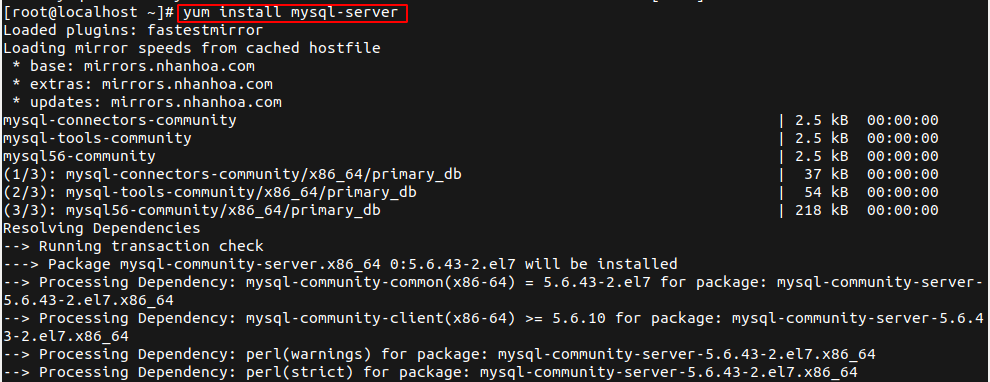 [root@localhost ~]# yum install mysql-server
Loaded plugins: fastestmirror
Loading mirror speeds from cached hostfile
 * base: mirrors.nhanhoa.com
 * extras: mirrors.nhanhoa.com
 * updates: mirrors.nhanhoa.com
mysql-connectors-community | 2.5 kB 00:00:00
mysql-tools-community | 2.5 kB 00:00:00
mysql56-community | 2.5 kB 00:00:00
(1/3): mysql-connectors-community/x86_64/primary_db | 37 kB 00:00:00
(2/3): mysql-tools-community/x86_64/primary_db | 54 kB 00:00:00
(3/3): mysql56-community/x86_64/primary_db | 218 kB 00:00:00
Resolving Dependencies
--> Running transaction check
---> Package mysql-community-server.x86_64 0:5.6.43-2.el7 will be installed
--> Processing Dependency: mysql-community-common(x86-64) = 5.6.43-2.el7 for package: mysql-community-server-
5.6.43-2.el7.x86_64
--> Processing Dependency: mysql-community-client(x86-64) >= 5.6.10 for package: mysql-community-server-5.6.4
3-2.el7.x86_64
--> Processing Dependency: perl(warnings) for package: mysql-community-server-5.6.43-2.el7.x86_64
--> Processing Dependency: perl(strict) for package: mysql-community-server-5.6.43-2.el7.x86_64